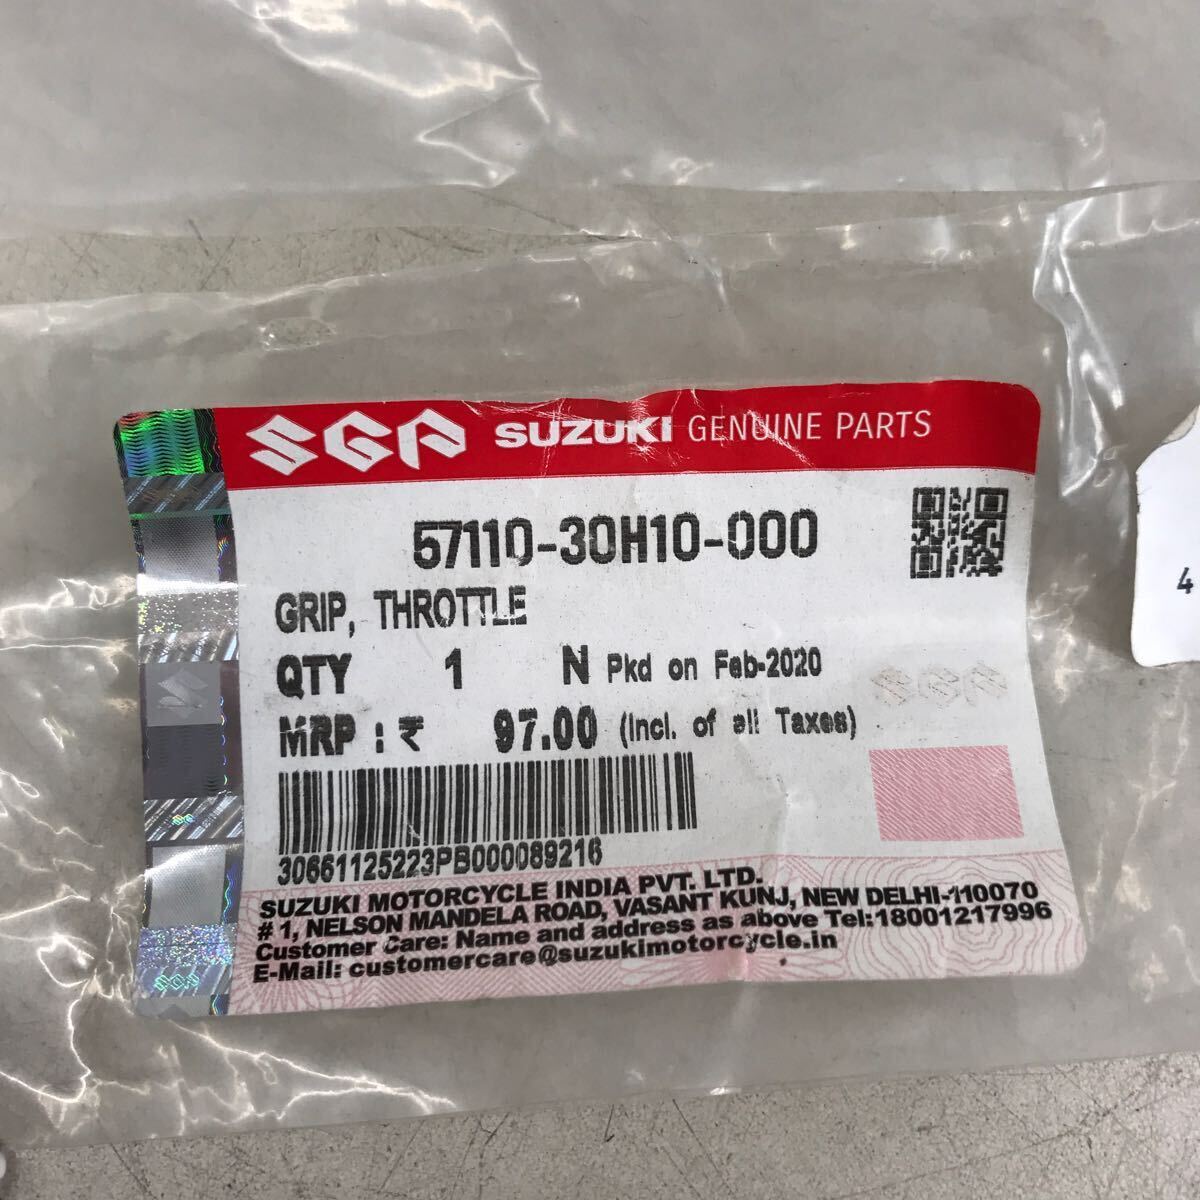 SGP SUZUKI GENUINE PARTS
57110-30H10-000
GRIP, THROTTLE
QTY 1 N Pkd on Feb-2020
MRP : ₹ 97.00 (Incl. of all Taxes)
30661125223PB000089216
SUZUKI MOTORCYCLE INDIA PVT. LTD.
# 1, NELSON MANDELA ROAD, VASANT KUNJ, NEW DELHI-110070
Customer Care: Name and address as above Tel:18001217996
E-Mail: customercare@suzukimotorcycle.in
SGP
SGP
4